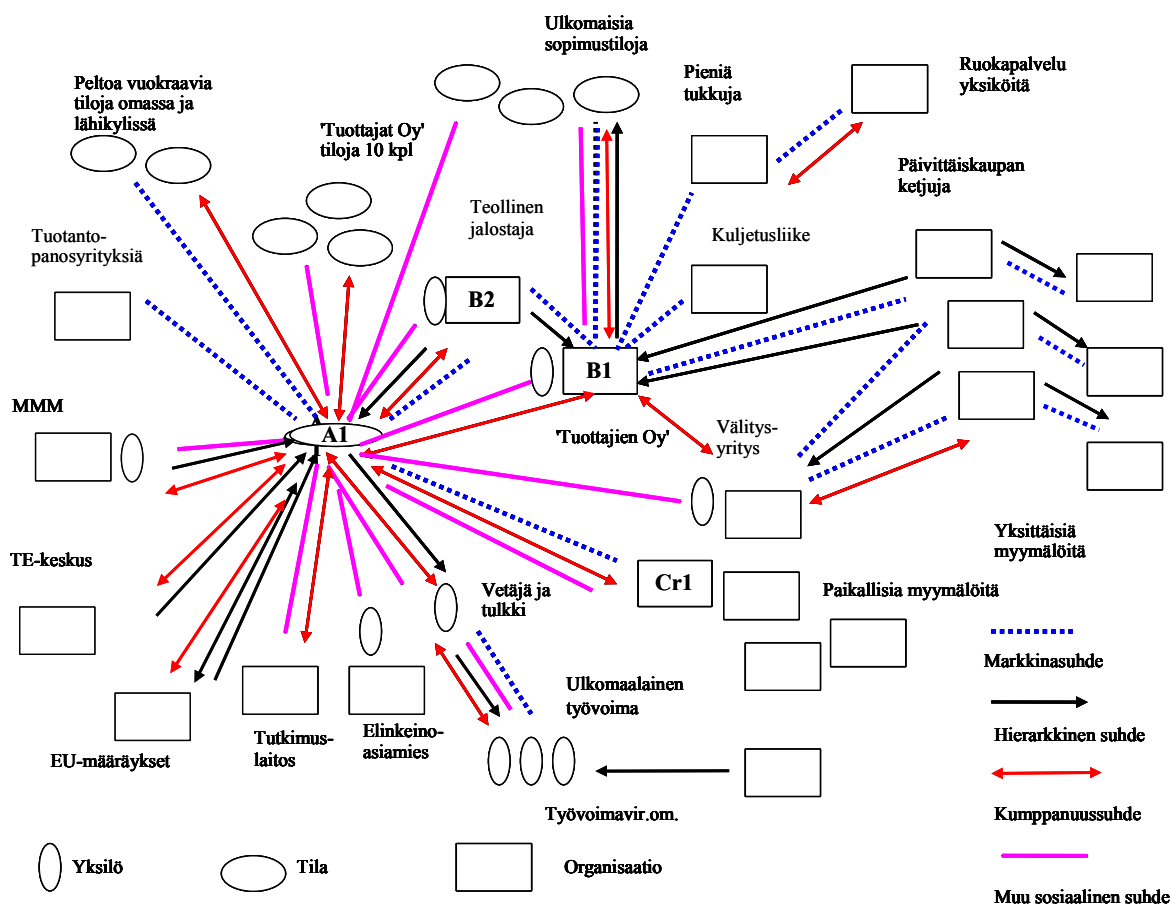 Ulkomaisia
sopimustiloja
Peltoa vuokraavia
tiloja omassa ja
lähikylissä
'Tuottajat Oy'
tiloja 10 kpl
Pieniä
tukkuja
Ruokapalvelu
yksiköitä
Päivittäiskaupan
ketjuja
Tuotanto-
panosyrityksiä
Teollinen
jalostaja
Kuljetusliike
B2
B1
MMM
A1
'Tuottajien Oy'
Välitys-
yritys
TE-keskus
Vetäjä ja
tulkki
Cr1
Yksittäisiä
myymälöitä
Paikallisia myymälöitä
Markkinasuhde
Ulkomaalainen
työvoima
EU-määräykset
Tutkimus-
laitos
Elinkeino-
asiamies
Hierarkkinen suhde
Työvoimavir.om.
Kumppanuussuhde
Yksilö
Tila
Organisaatio
Muu sosiaalinen suhde